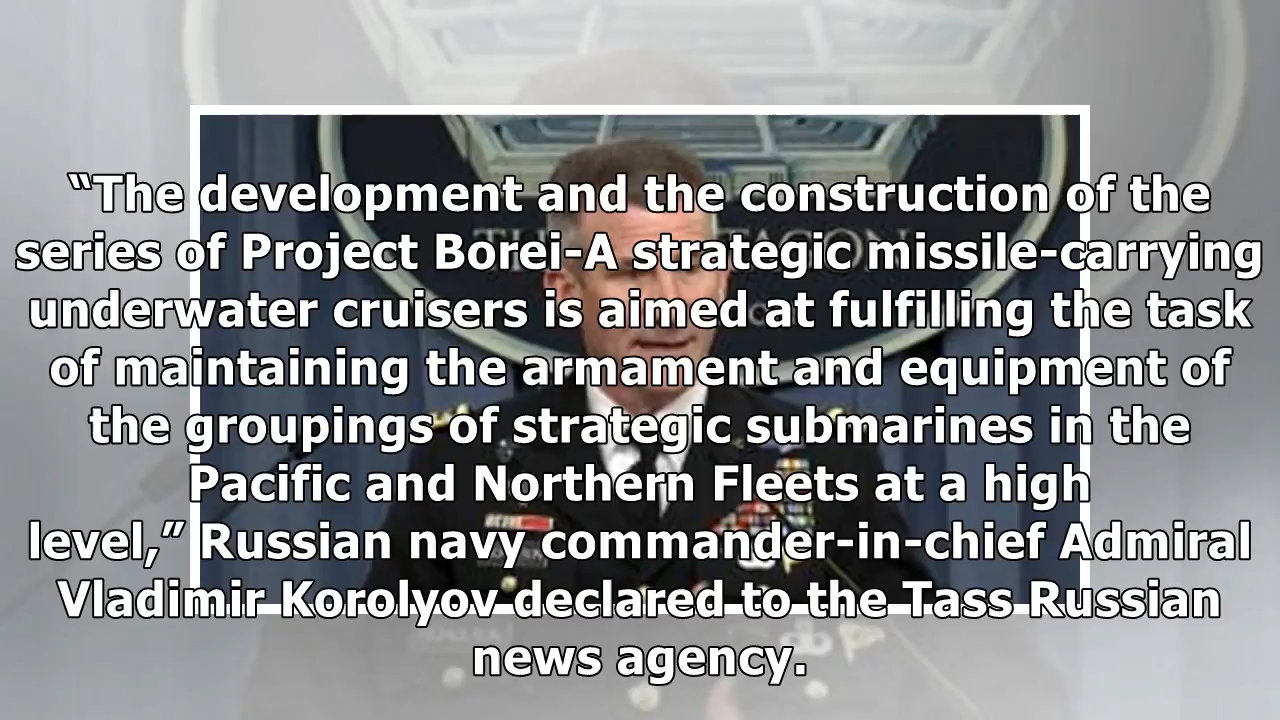 “The development and the construction of the
series of Project Borei-A strategic missile-carrying
underwater cruisers is aimed at fulfilling the task
of maintaining the armament and equipment of
the groupings of strategic submarines in the
Pacific and Northern Fleets at a high
level,” Russian navy commander-in-chief Admiral
Vladimir Korolyov declared to the Tass Russian
news agency.